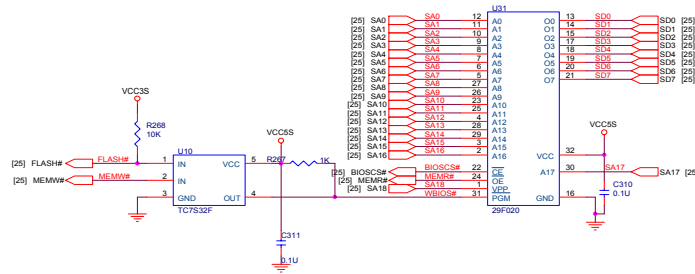 U31
[25] SA0 SA0 12 A0 O0 13 SD0 SD0 [25]
[25] SA1 SA1 11 A1 O1 14 SD1 SD1 [25]
[25] SA2 SA2 10 A2 O2 15 SD2 SD2 [25]
[25] SA3 SA3 9 A3 O3 17 SD3 SD3 [25]
[25] SA4 SA4 8 A4 O4 18 SD4 SD4 [25]
[25] SA5 SA5 7 A5 O5 19 SD5 SD5 [25]
[25] SA6 SA6 6 A6 O6 20 SD6 SD6 [25]
[25] SA7 SA7 5 A7 O7 21 SD7 SD7 [25]
[25] SA8 SA8 27 A8
[25] SA9 SA9 26 A9
[25] SA10 SA10 23 A10
[25] SA11 SA11 25 A11
[25] SA12 SA12 4 A12
[25] SA13 SA13 28 A13
[25] SA14 SA14 29 A14
[25] SA15 SA15 3 A15
[25] SA16 SA16 2 A16
VCC5S
VCC 32
A17 30 SA17 SA17 [25
[25] BIOSCS# BIOSCS# 22 CE
[25] MEMR# MEMR# 24 OE
[25] SA18 SA18 1 VPP
WBIOS# 31 PGM GND 16
29F020
C310
0.1U
VCC3S
R268
10K
U10
VCC5S
[25] FLASH# FLASH# 1 IN VCC 5 R267 1K
[25] MEMW# MEMW# 2 IN
3 GND OUT 4
TC7S32F
C311
0.1U